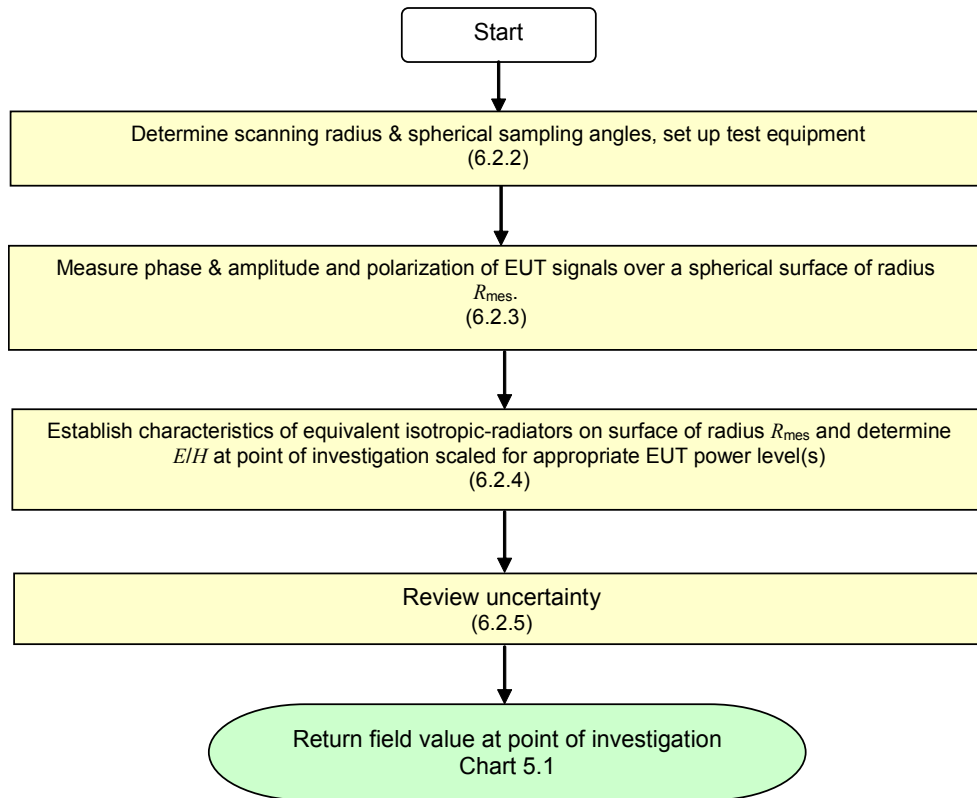 Start
Determine scanning radius & spherical sampling angles, set up test equipment
(6.2.2)
Measure phase & amplitude and polarization of EUT signals over a spherical surface of radius
Rmes.
(6.2.3)
Establish characteristics of equivalent isotropic-radiators on surface of radius Rmes and determine
E/H at point of investigation scaled for appropriate EUT power level(s)
(6.2.4)
Review uncertainty
(6.2.5)
Return field value at point of investigation
Chart 5.1